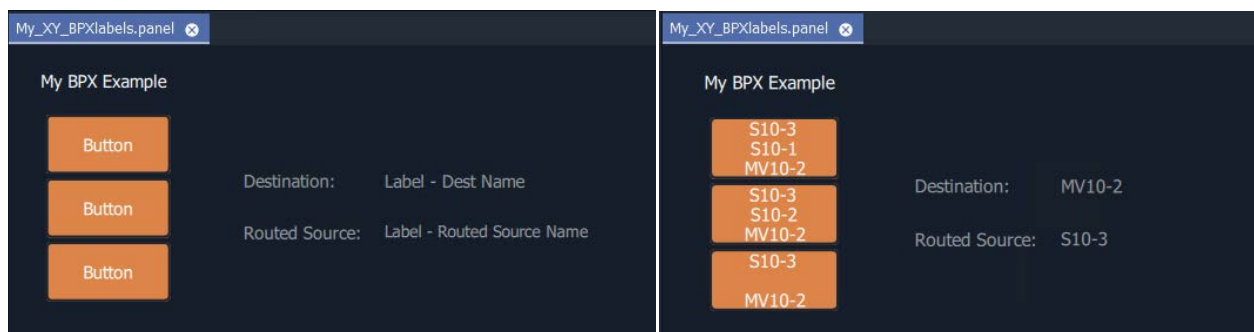 My_XY_BPXlabels.panel
My BPX Example
Button
Button
Button
Destination: Label - Dest Name
Routed Source: Label - Routed Source Name
My_XY_BPXlabels.panel
My BPX Example
S10-3
S10-1
MV10-2
S10-3
S10-2
MV10-2
S10-3
MV10-2
Destination: MV10-2
Routed Source: S10-3